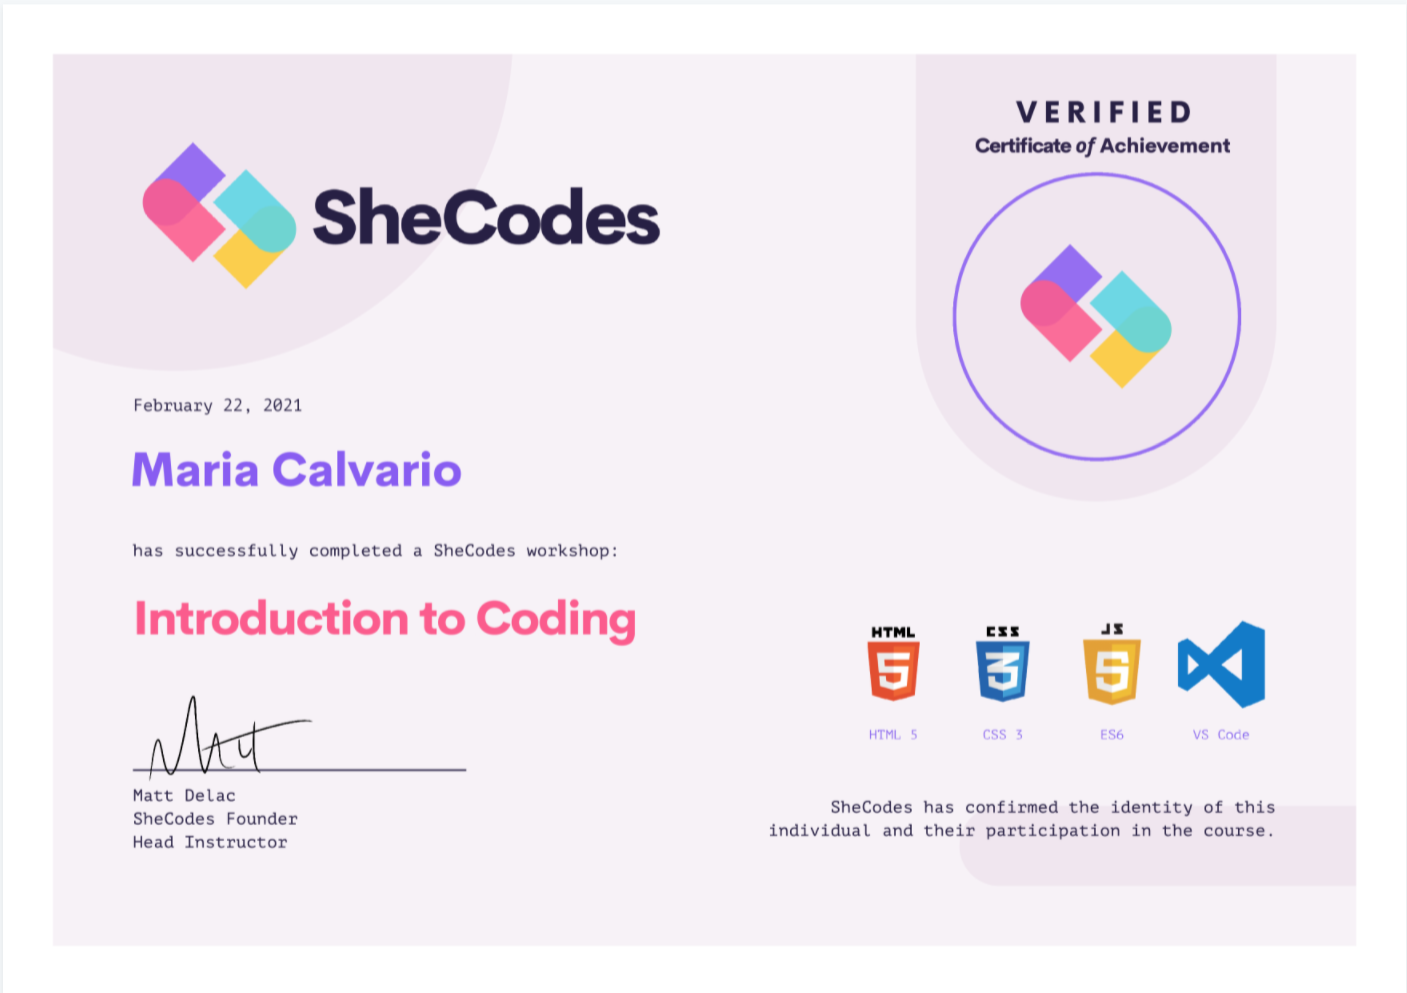 VERIFIED
Certificate of Achievement
SheCodes
February 22, 2021
Maria Calvario
has successfully completed a SheCodes workshop:
Introduction to Coding
HTML
CSS
JS
5
3
5
HTML 5
CSS 3
ES6
VS Code
Matt
Matt Delac
SheCodes Founder
Head Instructor
SheCodes has confirmed the identity of this
individual and their participation in the course.